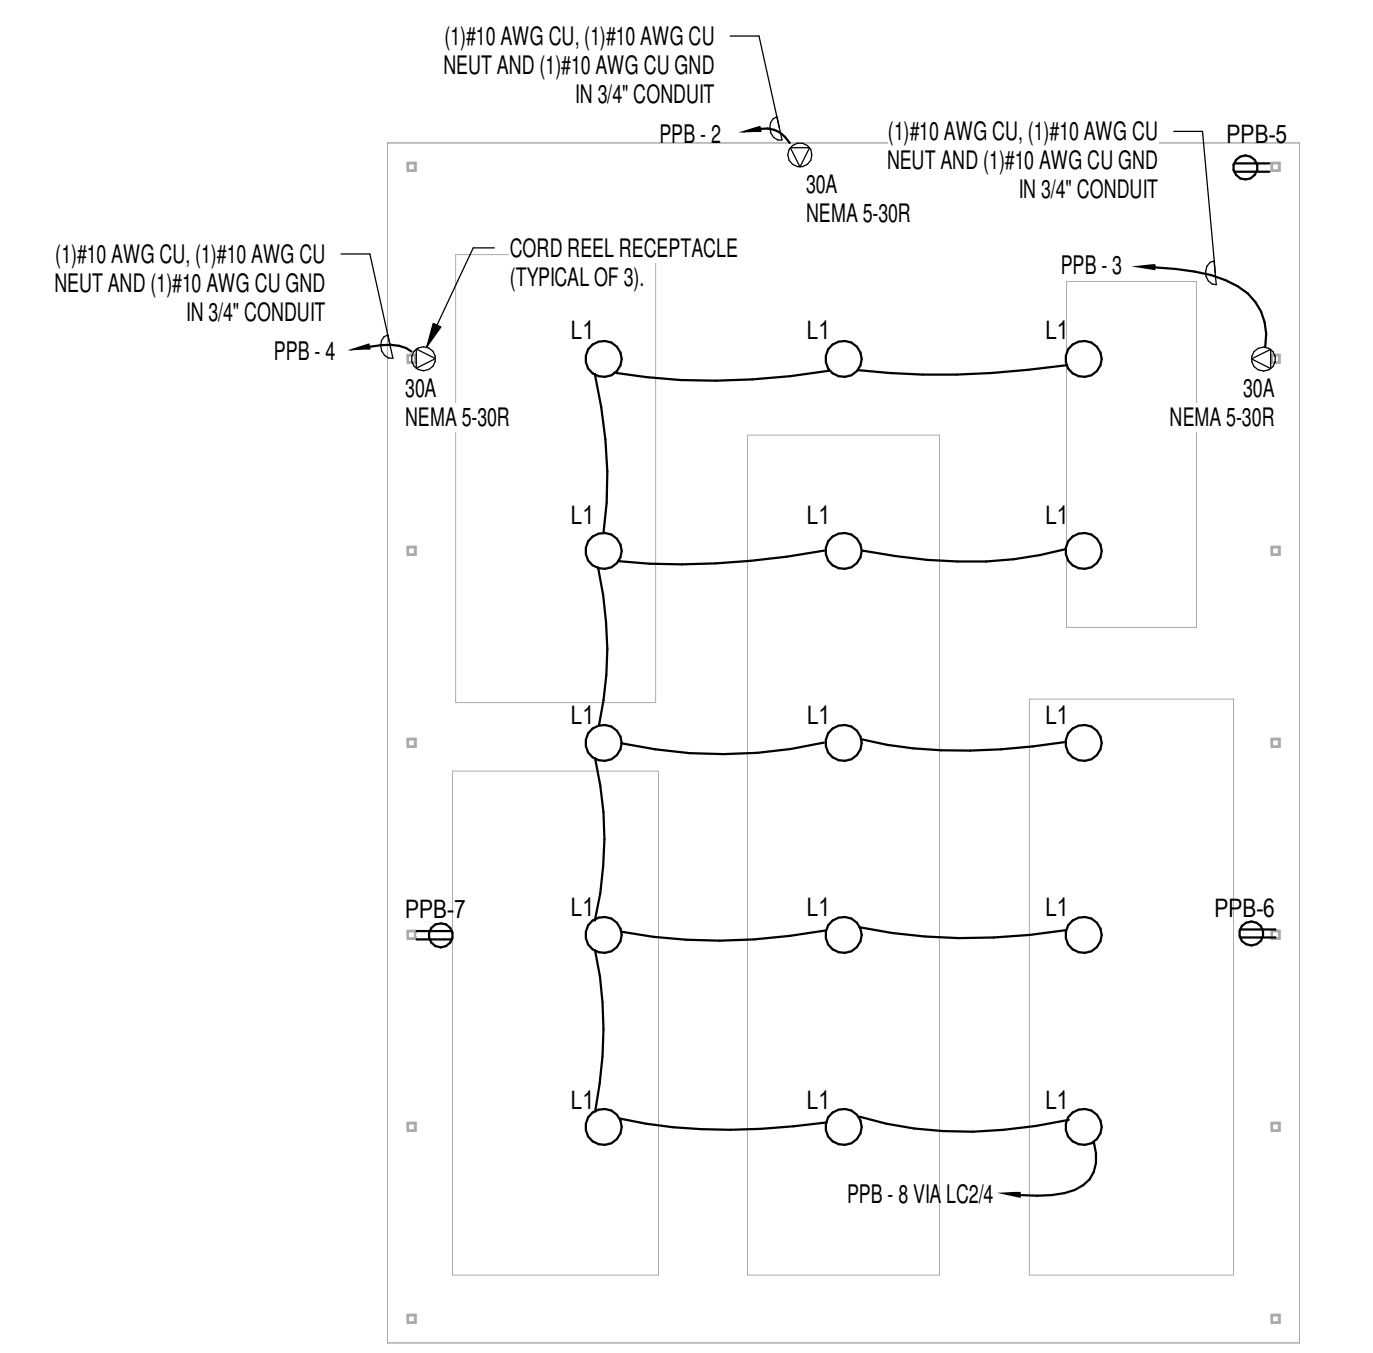 (1)#10 AWG CU, (1)#10 AWG CU
NEUT AND (1)#10 AWG CU GND
IN 3/4" CONDUIT
PPB - 2
30A
NEMA 5-30R
(1)#10 AWG CU, (1)#10 AWG CU
NEUT AND (1)#10 AWG CU GND
IN 3/4" CONDUIT
PPB-5
PPB - 3
(1)#10 AWG CU, (1)#10 AWG CU
NEUT AND (1)#10 AWG CU GND
IN 3/4" CONDUIT
PPB - 4
CORD REEL RECEPTACLE
(TYPICAL OF 3).
30A
NEMA 5-30R
L1
L1
L1
30A
NEMA 5-30R
L1
L1
L1
L1
L1
L1
PPB-7
L1
L1
L1
PPB-6
L1
L1
L1
PPB - 8 VIA LC2/4